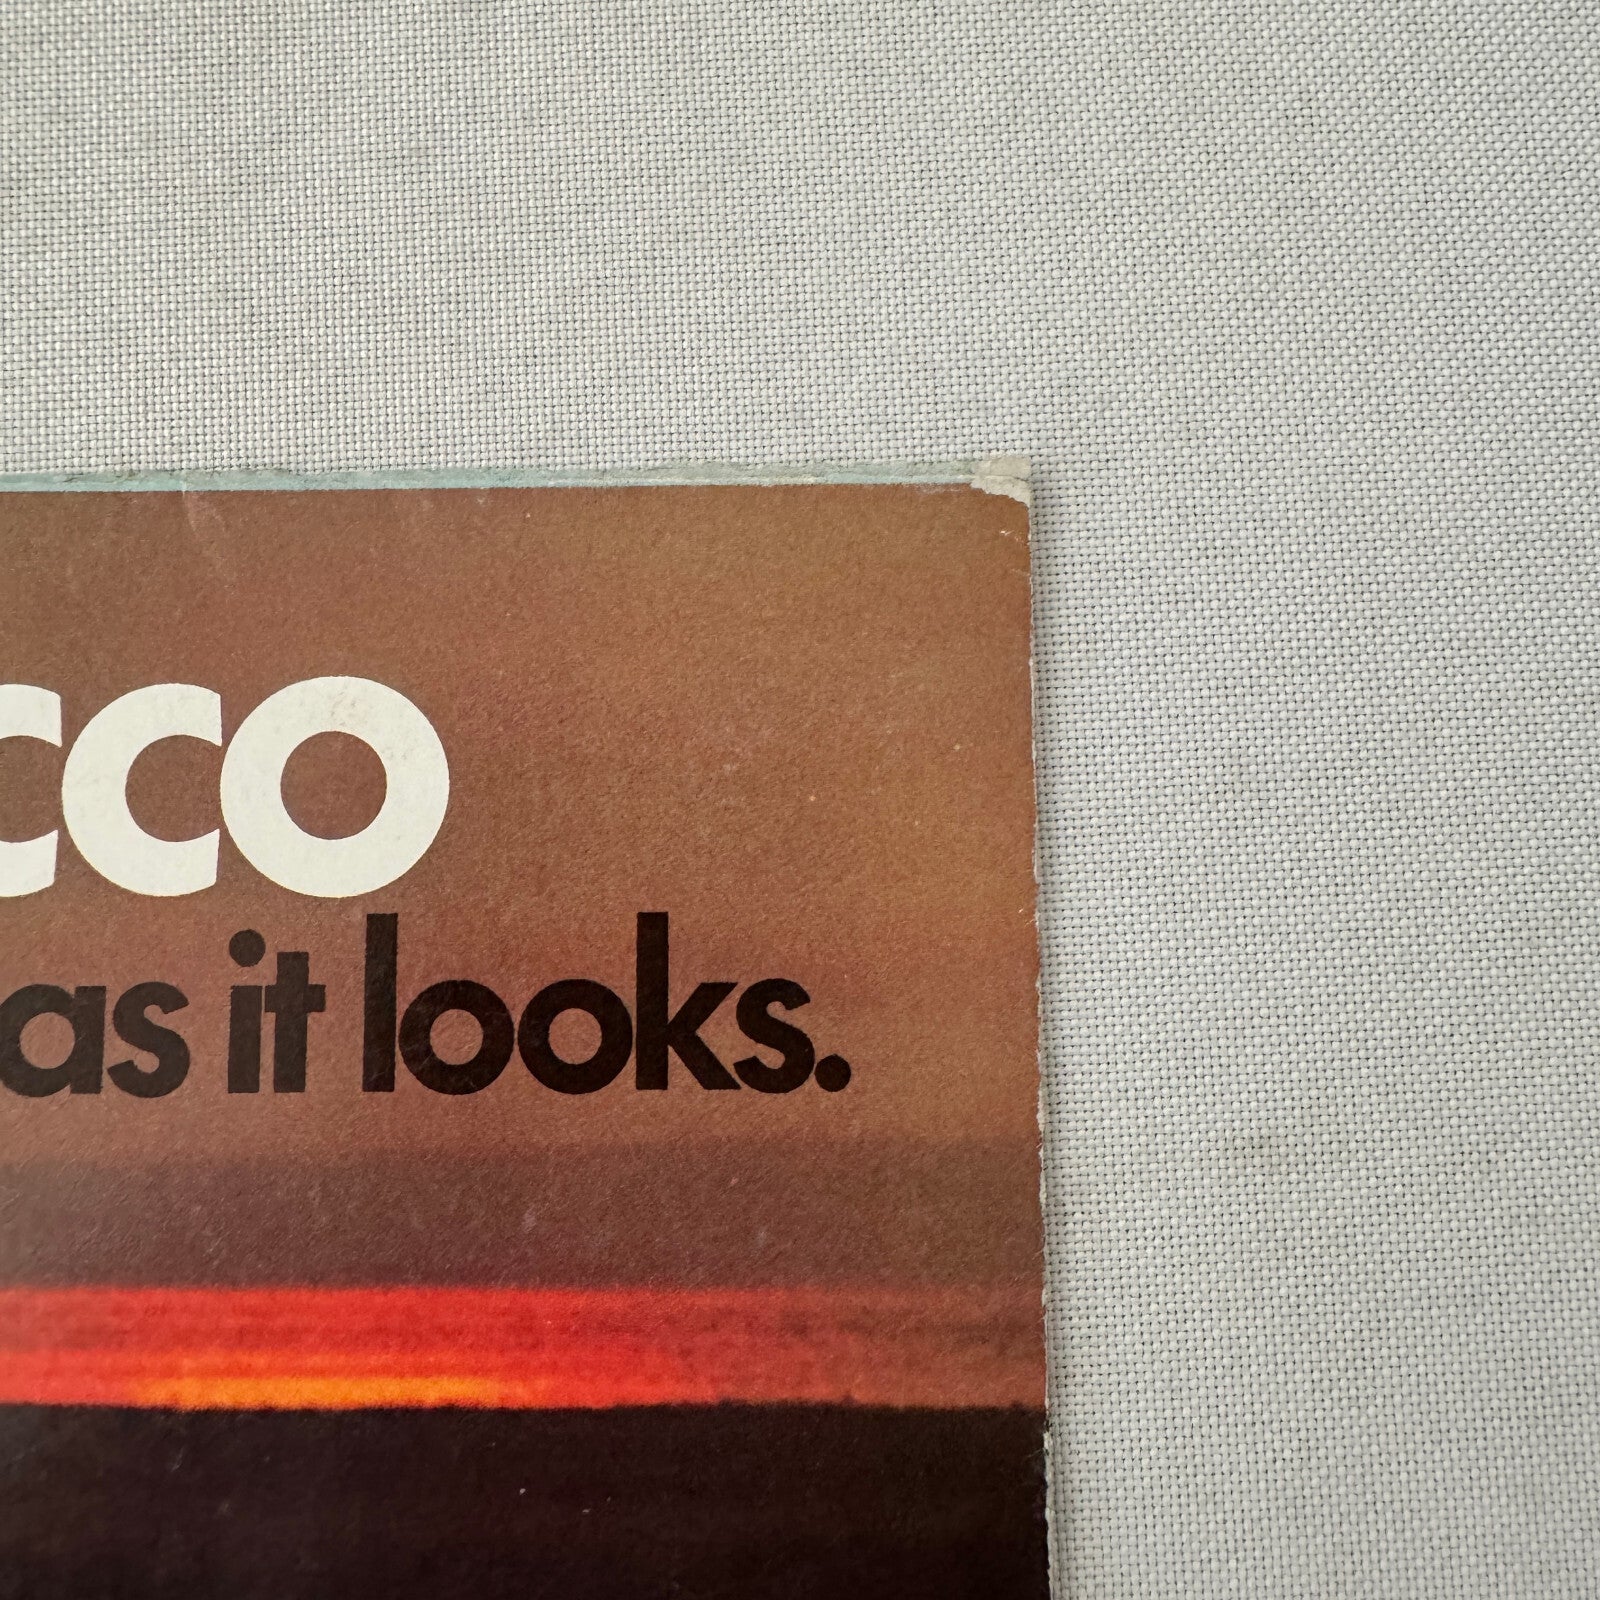 cco
as it looks.